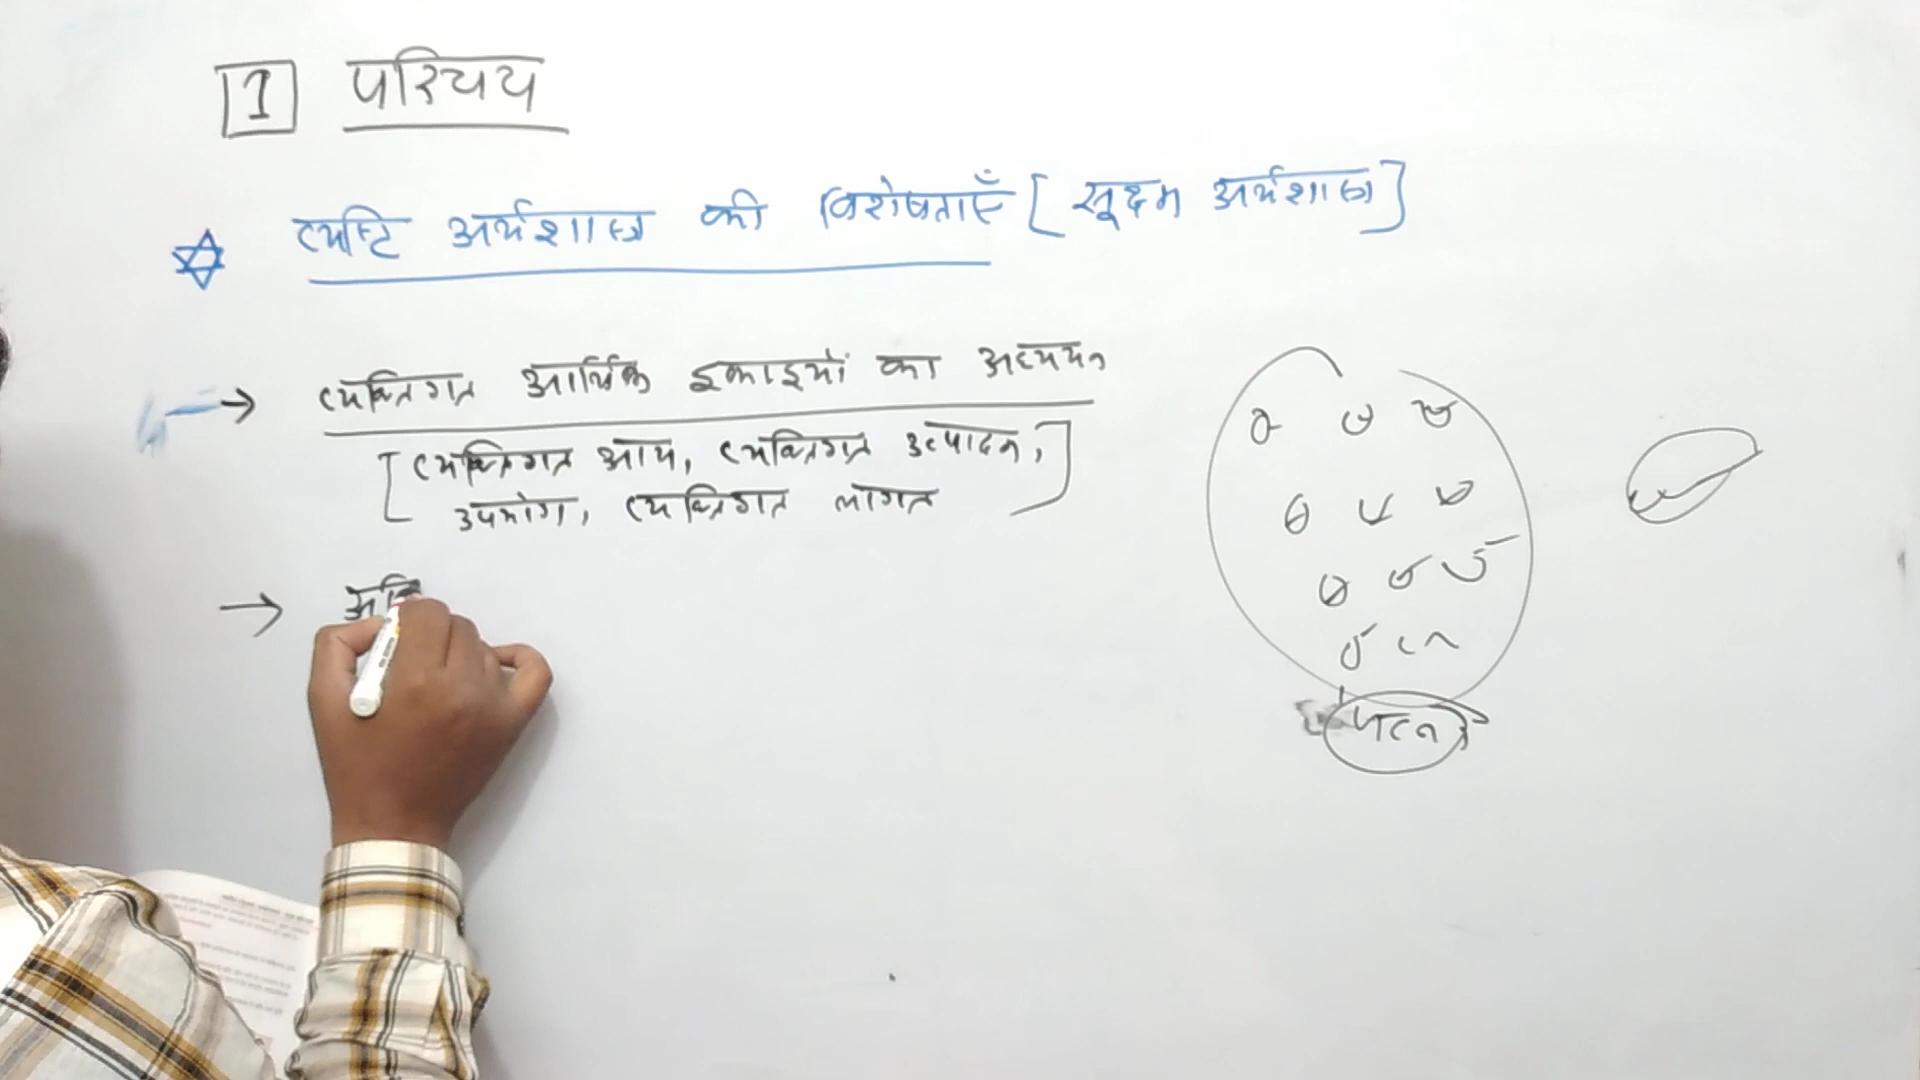 1 परिचय
व्यष्टि अर्थशास्त्र की विशेषताएँ [सूक्ष्म अर्थशास्त्र]
→ व्यक्तिगत आर्थिक इकाइयों का अध्ययन
[व्यक्तिगत आय, व्यक्तिगत उत्पादन,
उपभोग, व्यक्तिगत लागत]
→